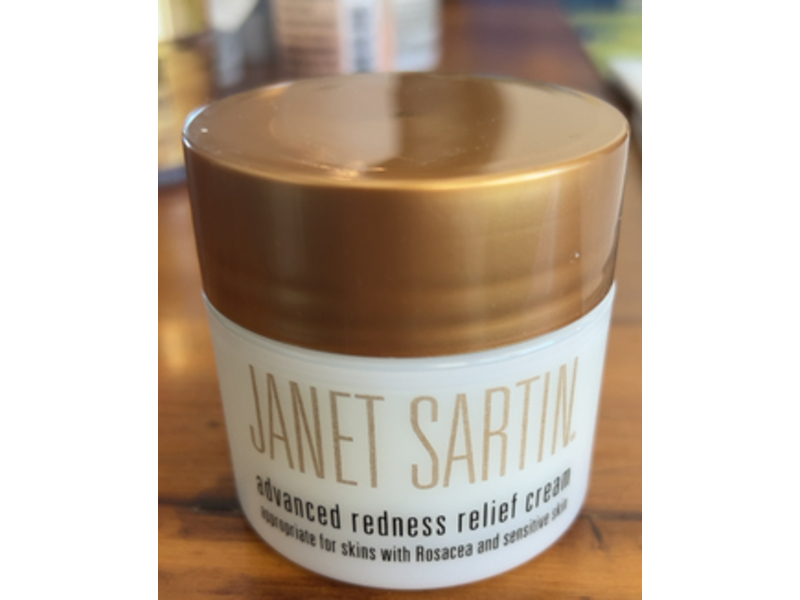 JANET SARTIN
advanced redness relief cream
appropriate for skins with Rosacea and sensitive skin